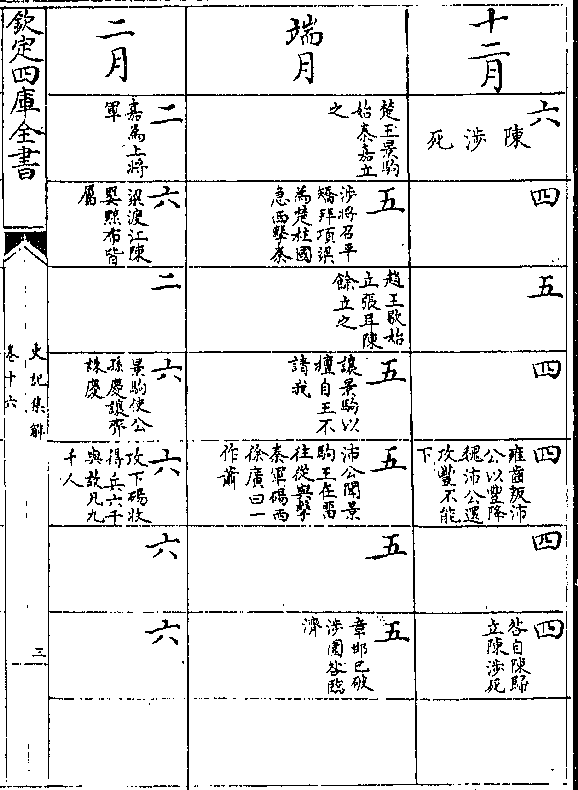 十二月
六
陳涉死
四
五
四
四
雍齒叛沛
公以豐降
魏沛公還
攻豐不能
下
四
四
咎自陳歸
立陳涉死
端月
楚王景駒
始秦嘉立
之
五
涉將召平
矯拜項梁
為楚柱國
急西擊秦
趙王歇始
立張耳陳
餘立之
五
讓景駒以
擅自王不
請我
五
沛公聞景
駒王在留
往從與擊
秦軍碭西
徐廣曰一
作蕭
五
五
章邯已破
涉圍咎臨
濟
二月
二
嘉為上將
軍
六
梁渡江陳
嬰黥布皆
屬
二
六
景駒使公
孫慶讓齊
誅慶
六
攻下碭收
得兵六千
與故凡九
千人
六
六
欽定四庫全書
史記集解
卷十六
三